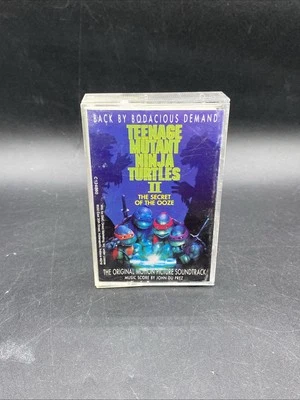 BACK BY BODACIOUS DEMAND
TEENAGE
MUTANT
NINJA
TURTLES
II
THE SECRET
OF THE OOZE
THE ORIGINAL MOTION PICTURE SOUNDTRACK
MUSIC SCORE BY JOHN DU PREZ